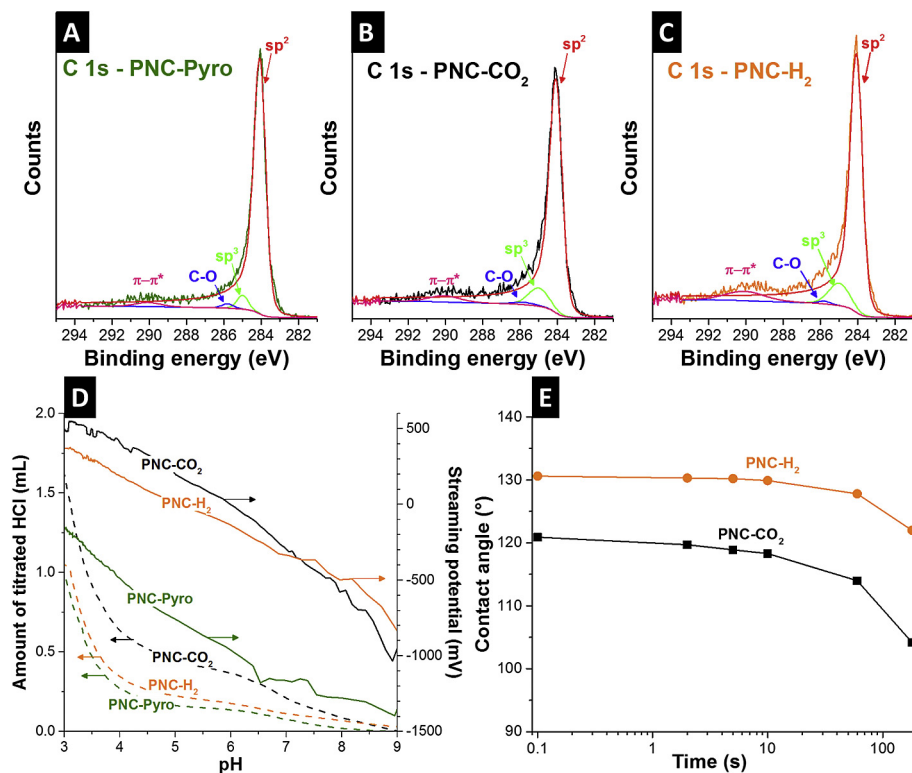 A
C 1s - PNC-Pyro
sp²
sp³
C-O
π–π*
Counts
294 292 290 288 286 284 282
Binding energy (eV)
B
C 1s - PNC-CO₂
sp²
sp³
C-O
π–π*
Counts
294 292 290 288 286 284 282
Binding energy (eV)
C
C 1s - PNC-H₂
sp²
sp³
C-O
π–π*
Counts
294 292 290 288 286 284 282
Binding energy (eV)
D
Amount of titrated HCl (mL)
2.0
1.5
1.0
0.5
0.0
PNC-CO₂
PNC-H₂
PNC-Pyro
PNC-CO₂
PNC-H₂
PNC-Pyro
500
0
-500
-1000
-1500
Streaming potential (mV)
3 4 5 6 7 8 9
pH
E
Contact angle (°)
140
130
120
110
100
90
PNC-H₂
PNC-CO₂
0.1 1 10 100
Time (s)